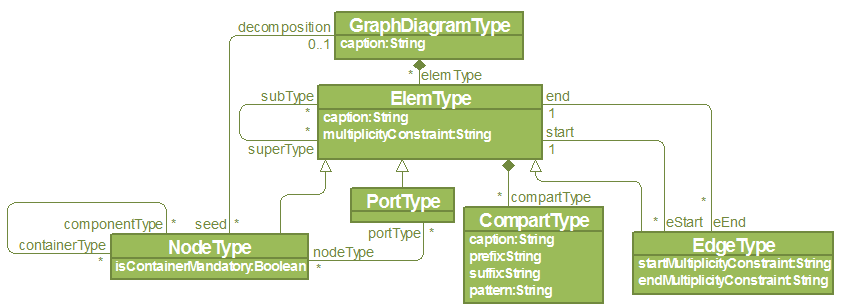 decomposition
0..1
GraphDiagramType
caption:String
* elemType
subType
*
ElemType
caption:String
multiplicityConstraint:String
*
superType
end
1
start
1
PortType
* compartType
componentType *
seed *
portType *
containerType
*
NodeType
isContainerMandatory:Boolean
nodeType
*
CompartType
caption:String
prefix:String
suffix:String
pattern:String
*
* eStart
eEnd
EdgeType
startMultiplicityConstraint:String
endMultiplicityConstraint:String